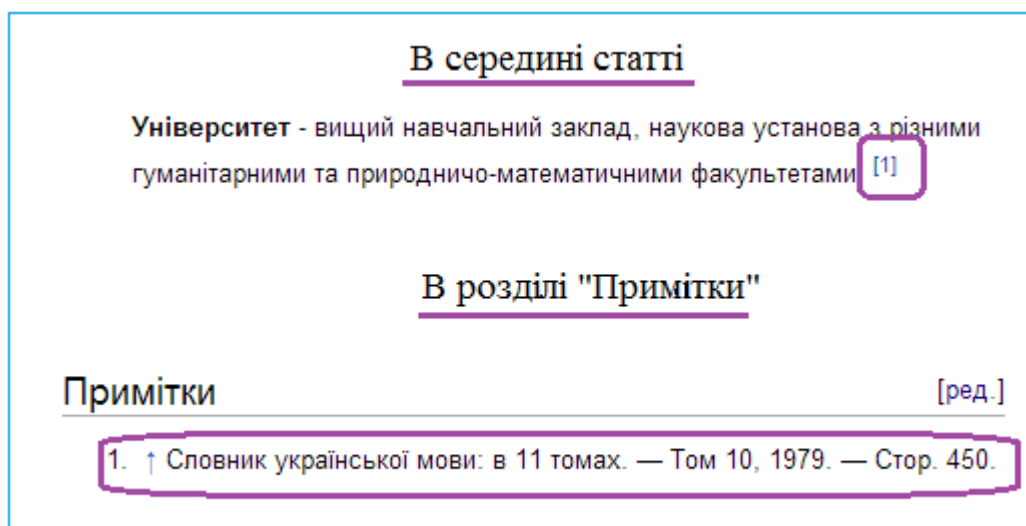 В середині статті
Університет - вищий навчальний заклад, наукова установа з різними
гуманітарними та природничо-математичними факультетами [1]
В розділі "Примітки"
Примітки [ред.]
1. ↑ Словник української мови: в 11 томах. — Том 10, 1979. — Стор. 450.